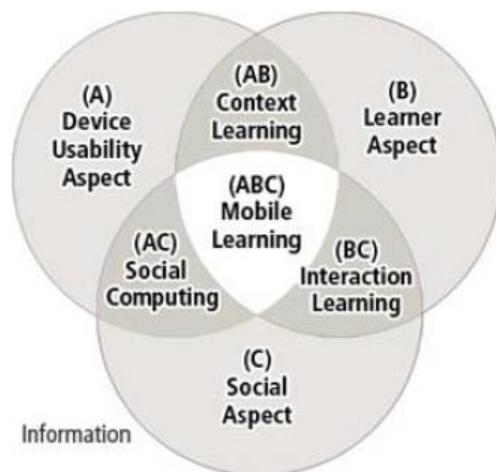 (A)
Device
Usability
Aspect
(AB)
Context
Learning
(B)
Learner
Aspect
(ABC)
Mobile
Learning
(AC)
Social
Computing
(BC)
Interaction
Learning
(C)
Social
Aspect
Information